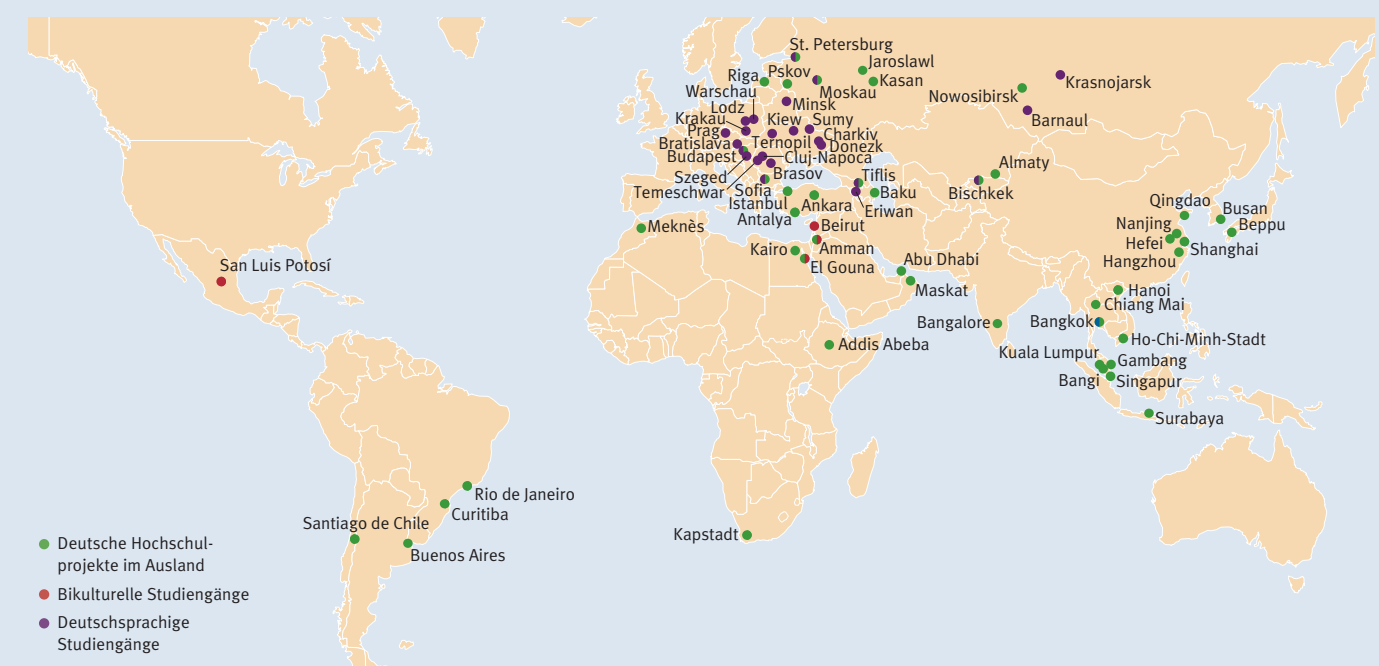 St. Petersburg
Jaroslawl
Riga
Pskov
Kasan
Krasnojarsk
Warschau
Moskau
Nowosibirsk
Lodz
Minsk
Krakau
Kiew
Sumy
Barnaul
Prag
Charkiv
Bratislava
Ternopil
Donezk
Budapest
Cluj-Napoca
Almaty
Szeged
Brasov
Tiflis
Temeschwar
Sofia
Baku
Bischkek
Istanbul
Ankara
Eriwan
Qingdao
Busan
Antalya
Beirut
Nanjing
Beppu
Meknès
Hefei
Kairo
Amman
Shanghai
San Luis Potosí
El Gouna
Abu Dhabi
Hangzhou
Maskat
Hanoi
Chiang Mai
Bangalore
Bangkok
Addis Abeba
Ho-Chi-Minh-Stadt
Kuala Lumpur
Gambang
Bangi
Singapur
Surabaya
Rio de Janeiro
Curitiba
Santiago de Chile
Kapstadt
Buenos Aires
Deutsche Hochschul-
projekte im Ausland
Bikulturelle Studiengänge
Deutschsprachige
Studiengänge